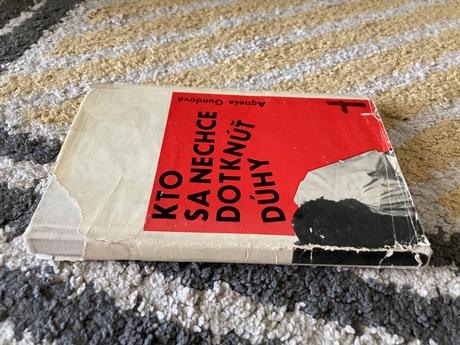 Agneša Gundová
KTO
SA NECHCE
DOTKNÚŤ
DÚHY